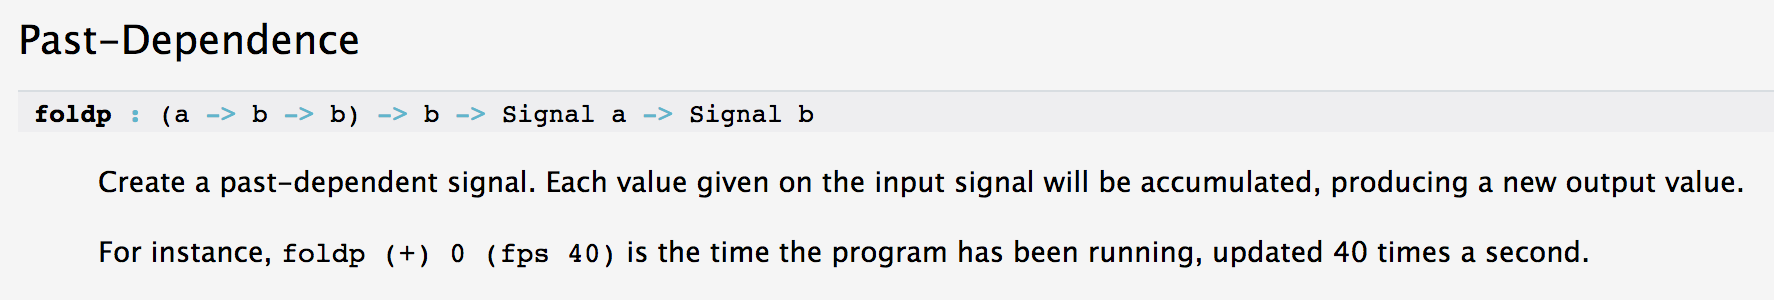 Past-Dependence
foldp : (a -> b -> b) -> b -> Signal a -> Signal b
Create a past-dependent signal. Each value given on the input signal will be accumulated, producing a new output value.
For instance, foldp (+) 0 (fps 40) is the time the program has been running, updated 40 times a second.